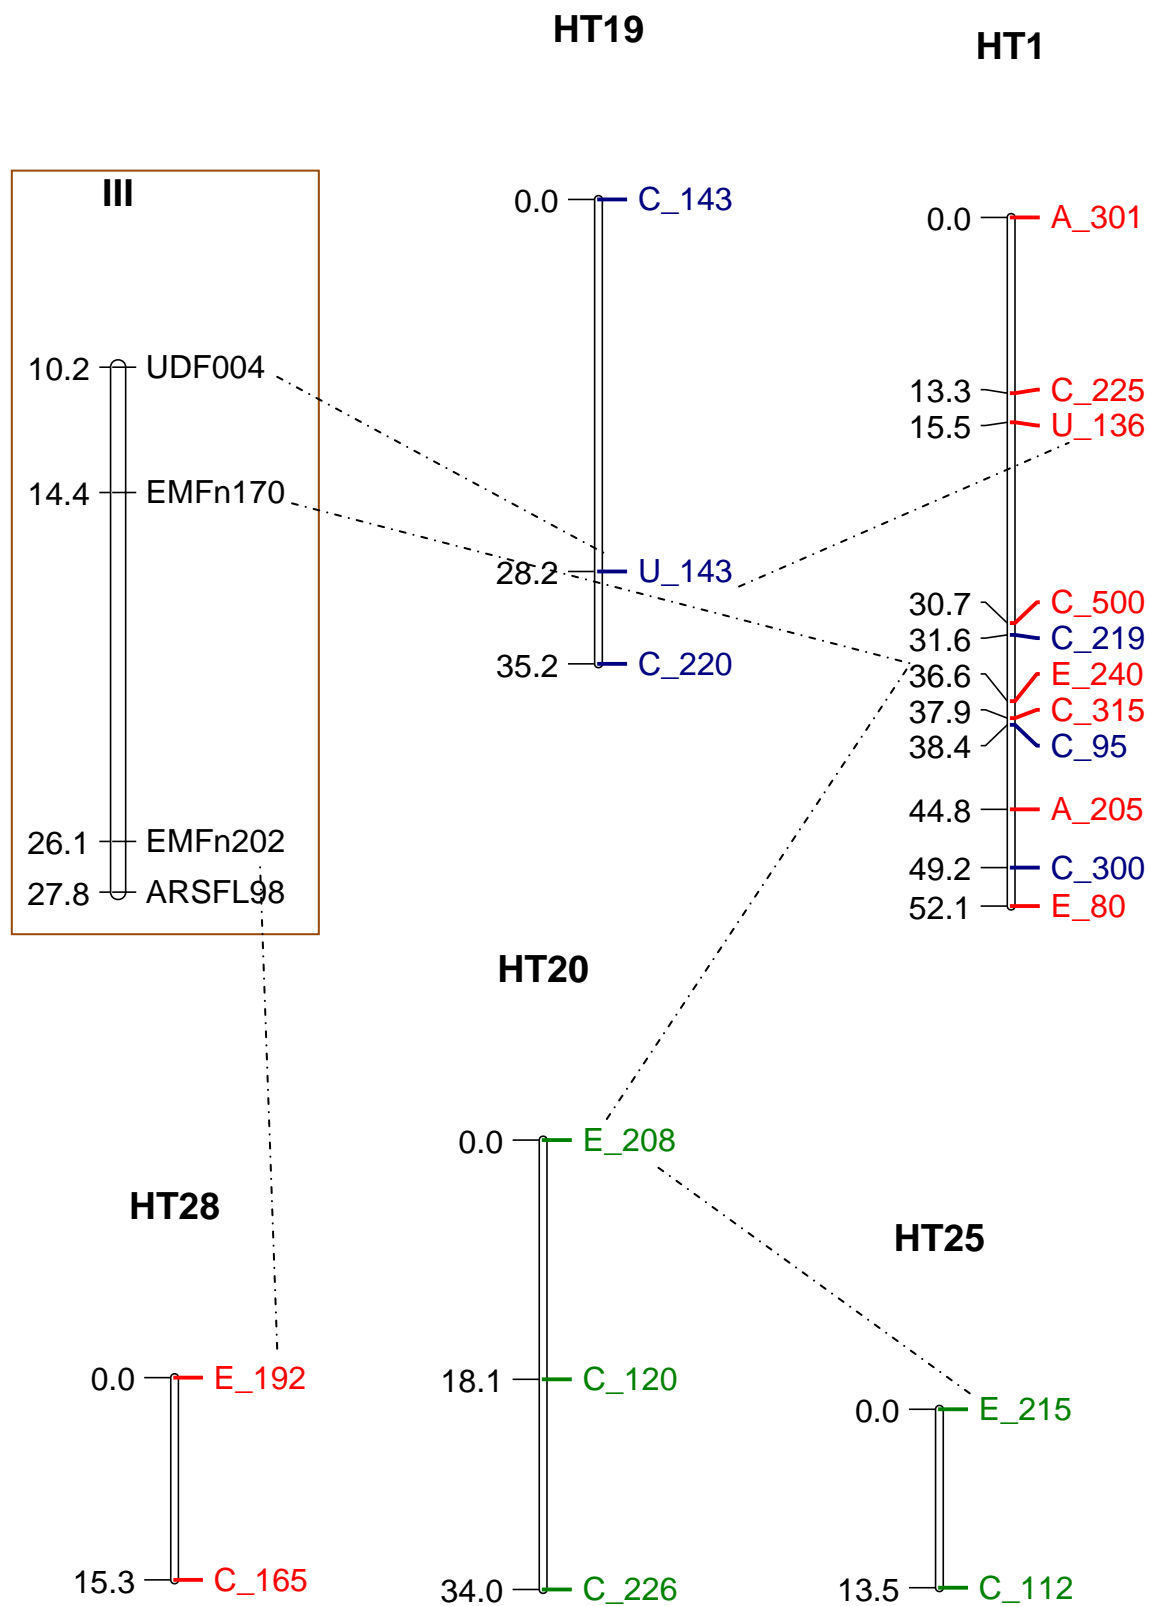 HT19
HT1
III
10.2 UDF004
14.4 EMFn170
26.1 EMFn202
27.8 ARSFL98
0.0 C_143
28.2 U_143
35.2 C_220
0.0 A_301
13.3 C_225
15.5 U_136
30.7 C_500
31.6 C_219
36.6 E_240
37.9 C_315
38.4 C_95
44.8 A_205
49.2 C_300
52.1 E_80
HT20
0.0 E_208
18.1 C_120
34.0 C_226
HT28
0.0 E_192
15.3 C_165
HT25
0.0 E_215
13.5 C_112